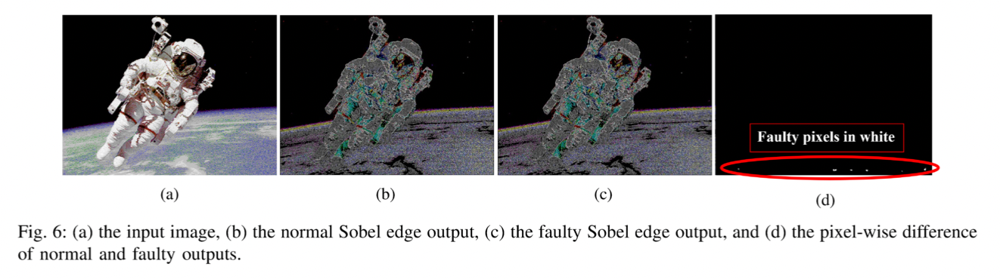 Faulty pixels in white
(a)
(b)
(c)
(d)
Fig. 6: (a) the input image, (b) the normal Sobel edge output, (c) the faulty Sobel edge output, and (d) the pixel-wise difference
of normal and faulty outputs.